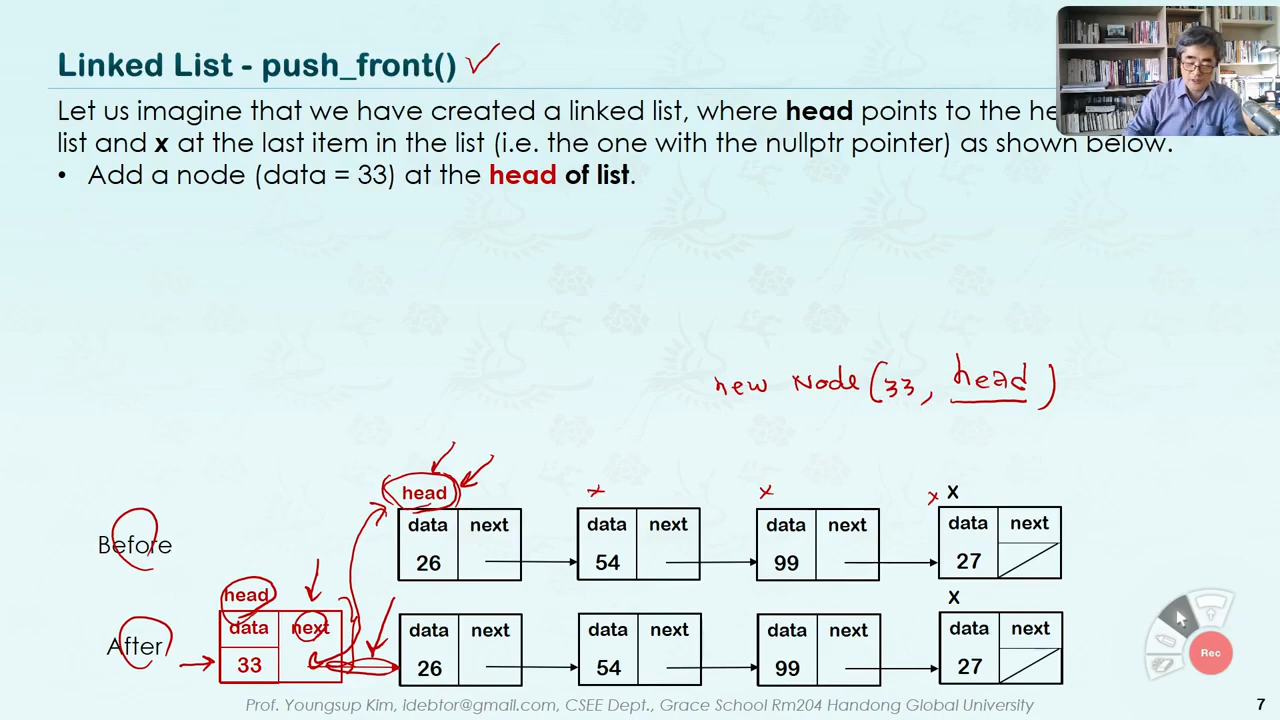 Linked List - push_front()
Let us imagine that we have created a linked list, where head points to the he
list and x at the last item in the list (i.e. the one with the nullptr pointer) as shown below.
• Add a node (data = 33) at the head of list.
new Node (33, head )
head x x x X
data next data next data next data next
Before
26 54 99 27
head X
data next data next data next data next data next
After
33 26 54 99 27
Rec
Prof. Youngsup Kim, idebtor@gmail.com, CSEE Dept., Grace School Rm204 Handong Global University
7